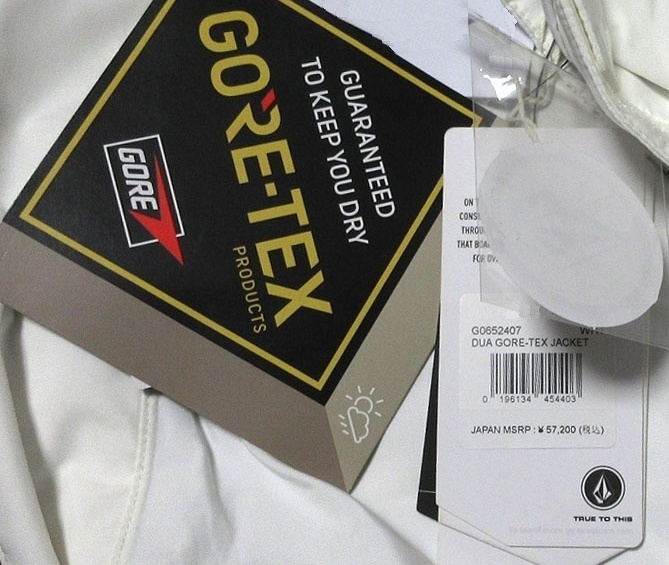 GORE-TEX
PRODUCTS
GUARANTEED
TO KEEP YOU DRY
GORE
THAT
G0652407
DUA GORE-TEX JACKET
0 196134 454403
JAPAN MSRP : ¥ 57,200 (税込)
TRUE TO THIS